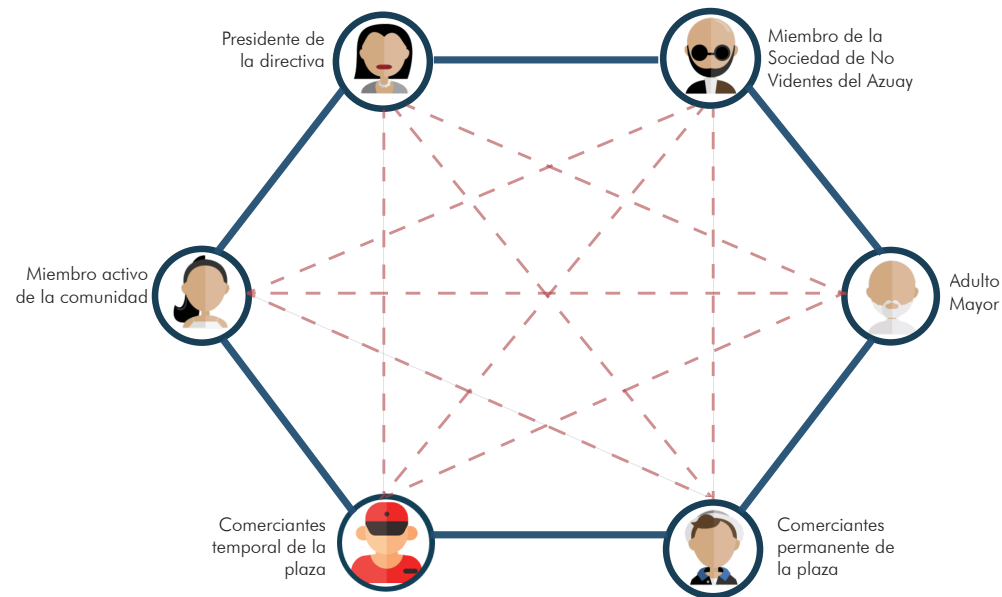 Presidente de
la directiva
Miembro de la
Sociedad de No
Videntes del Azuay
Miembro activo
de la comunidad
Adulto
Mayor
Comerciantes
temporal de la
plaza
Comerciantes
permanente de
la plaza